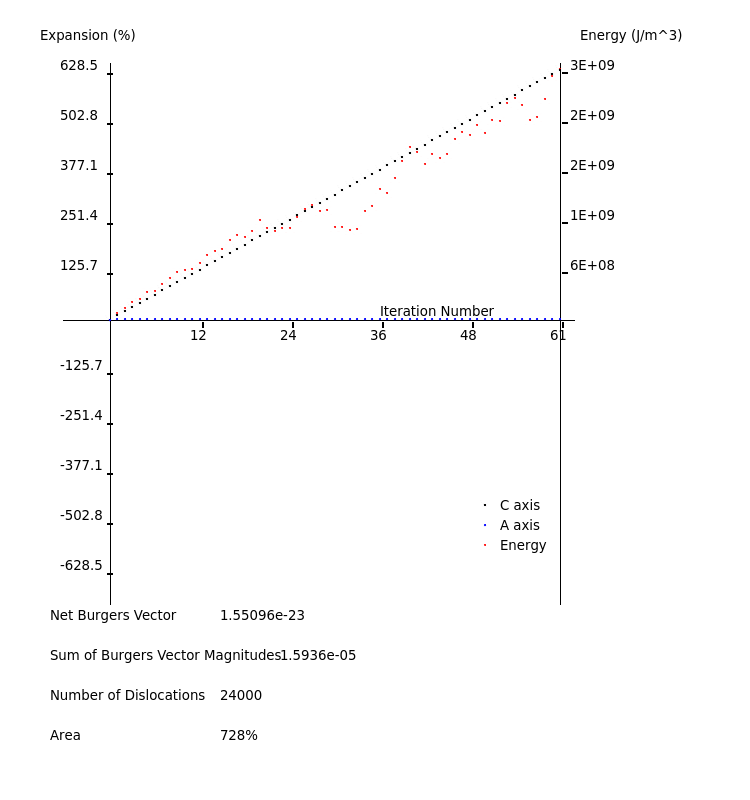 Expansion (%) Energy (J/m^3)
628.5 3E+09
502.8 2E+09
377.1 2E+09
251.4 1E+09
125.7 6E+08
Iteration Number
12 24 36 48 61
-125.7
-251.4
-377.1
-502.8
-628.5
C axis
A axis
Energy
Net Burgers Vector 1.55096e-23
Sum of Burgers Vector Magnitudes1.5936e-05
Number of Dislocations 24000
Area 728%